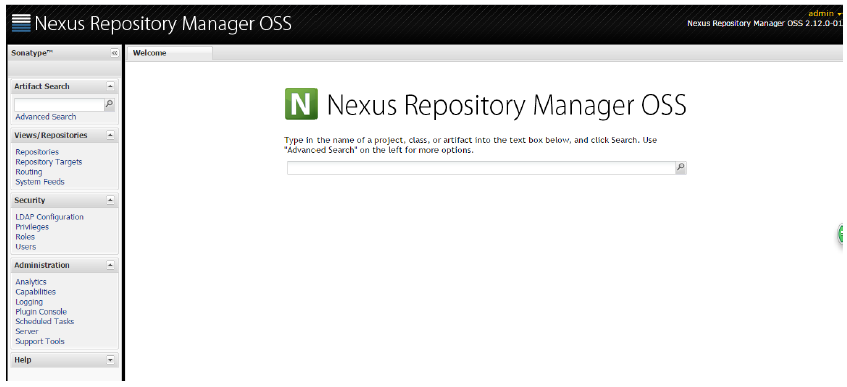 Nexus Repository Manager OSS
admin
Nexus Repository Manager OSS 2.12.0-01
Sonatype™
Welcome
Artifact Search
Advanced Search
Views/Repositories
Repositories
Repository Targets
Routing
System Feeds
Security
LDAP Configuration
Privileges
Roles
Users
Administration
Analytics
Capabilities
Logging
Plugin Console
Scheduled Tasks
Server
Support Tools
Help
N Nexus Repository Manager OSS
Type in the name of a project, class, or artifact into the text box below, and click Search. Use
"Advanced Search" on the left for more options.